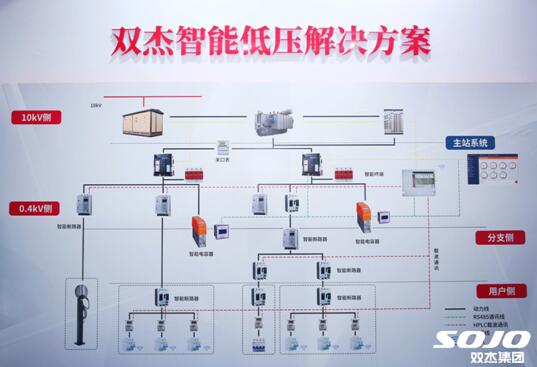 双杰智能低压解决方案
10kV侧
10kV
关口表
主站系统
智能终端
0.4kV侧
智能断路器
智能电容器
智能断路器
智能电容器
分支侧
载波通讯
智能断路器
智能断路器
智能断路器
用户侧
动力线
RS485通讯线
HPLC载波通讯
SOJO
双杰集团